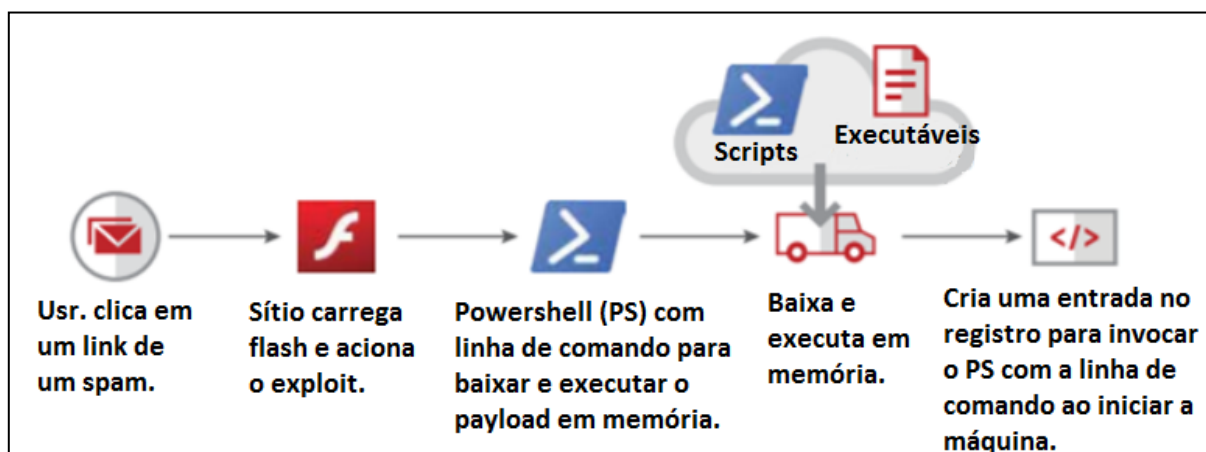 Scripts
Executáveis
Usr. clica em
um link de
um spam.
Sítio carrega
flash e aciona
o exploit.
Powershell (PS) com
linha de comando para
baixar e executar o
payload em memória.
Baixa e
executa em
memória.
Cria uma entrada no
registro para invocar
o PS com a linha de
comando ao iniciar a
máquina.